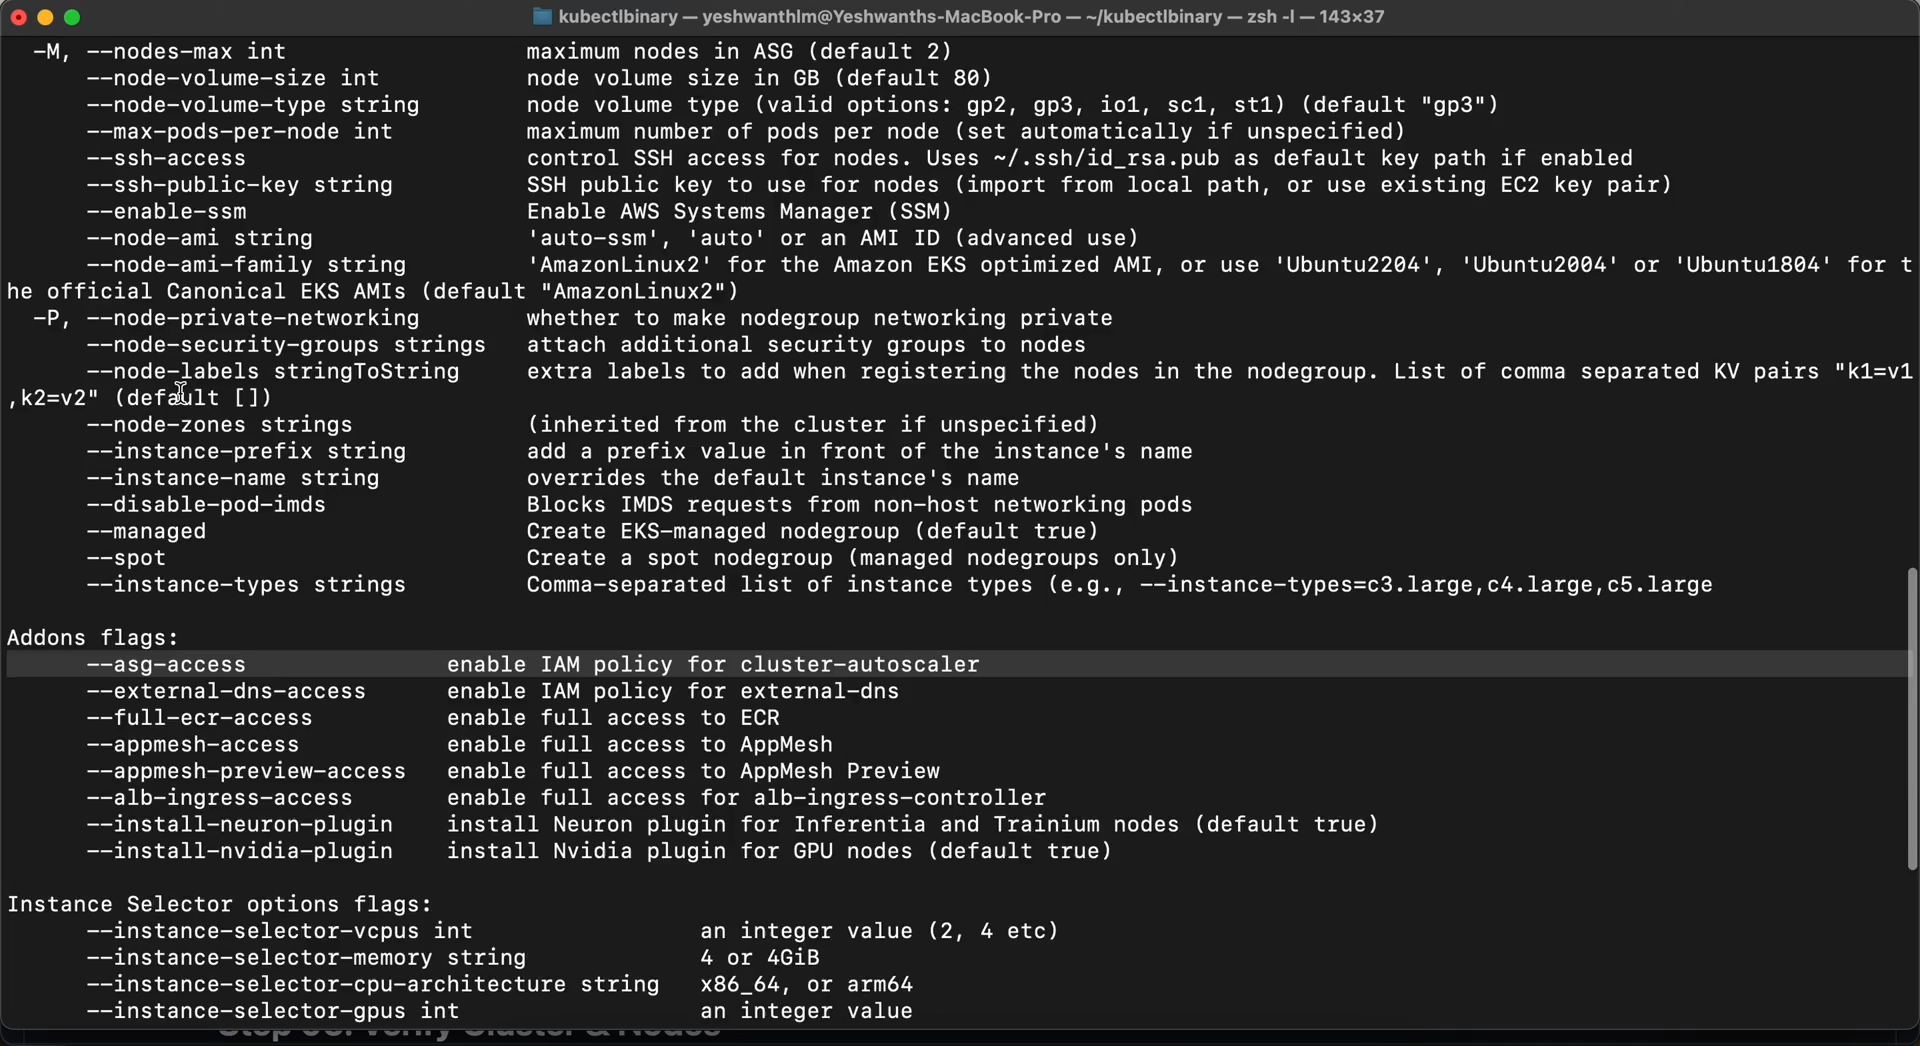 kubectlbinary — yeshwanthlm@Yeshwanths-MacBook-Pro — ~/kubectlbinary — zsh -l — 143×37
-M, --nodes-max int maximum nodes in ASG (default 2)
--node-volume-size int node volume size in GB (default 80)
--node-volume-type string node volume type (valid options: gp2, gp3, io1, sc1, st1) (default "gp3")
--max-pods-per-node int maximum number of pods per node (set automatically if unspecified)
--ssh-access control SSH access for nodes. Uses ~/.ssh/id_rsa.pub as default key path if enabled
--ssh-public-key string SSH public key to use for nodes (import from local path, or use existing EC2 key pair)
--enable-ssm Enable AWS Systems Manager (SSM)
--node-ami string 'auto-ssm', 'auto' or an AMI ID (advanced use)
--node-ami-family string 'AmazonLinux2' for the Amazon EKS optimized AMI, or use 'Ubuntu2204', 'Ubuntu2004' or 'Ubuntu1804' for t
he official Canonical EKS AMIs (default "AmazonLinux2")
-P, --node-private-networking whether to make nodegroup networking private
--node-security-groups strings attach additional security groups to nodes
--node-labels stringToString extra labels to add when registering the nodes in the nodegroup. List of comma separated KV pairs "k1=v1
,k2=v2" (default [])
--node-zones strings (inherited from the cluster if unspecified)
--instance-prefix string add a prefix value in front of the instance's name
--instance-name string overrides the default instance's name
--disable-pod-imds Blocks IMDS requests from non-host networking pods
--managed Create EKS-managed nodegroup (default true)
--spot Create a spot nodegroup (managed nodegroups only)
--instance-types strings Comma-separated list of instance types (e.g., --instance-types=c3.large,c4.large,c5.large
Addons flags:
--asg-access enable IAM policy for cluster-autoscaler
--external-dns-access enable IAM policy for external-dns
--full-ecr-access enable full access to ECR
--appmesh-access enable full access to AppMesh
--appmesh-preview-access enable full access to AppMesh Preview
--alb-ingress-access enable full access for alb-ingress-controller
--install-neuron-plugin install Neuron plugin for Inferentia and Trainium nodes (default true)
--install-nvidia-plugin install Nvidia plugin for GPU nodes (default true)
Instance Selector options flags:
--instance-selector-vcpus int an integer value (2, 4 etc)
--instance-selector-memory string 4 or 4GiB
--instance-selector-cpu-architecture string x86_64, or arm64
--instance-selector-gpus int an integer value